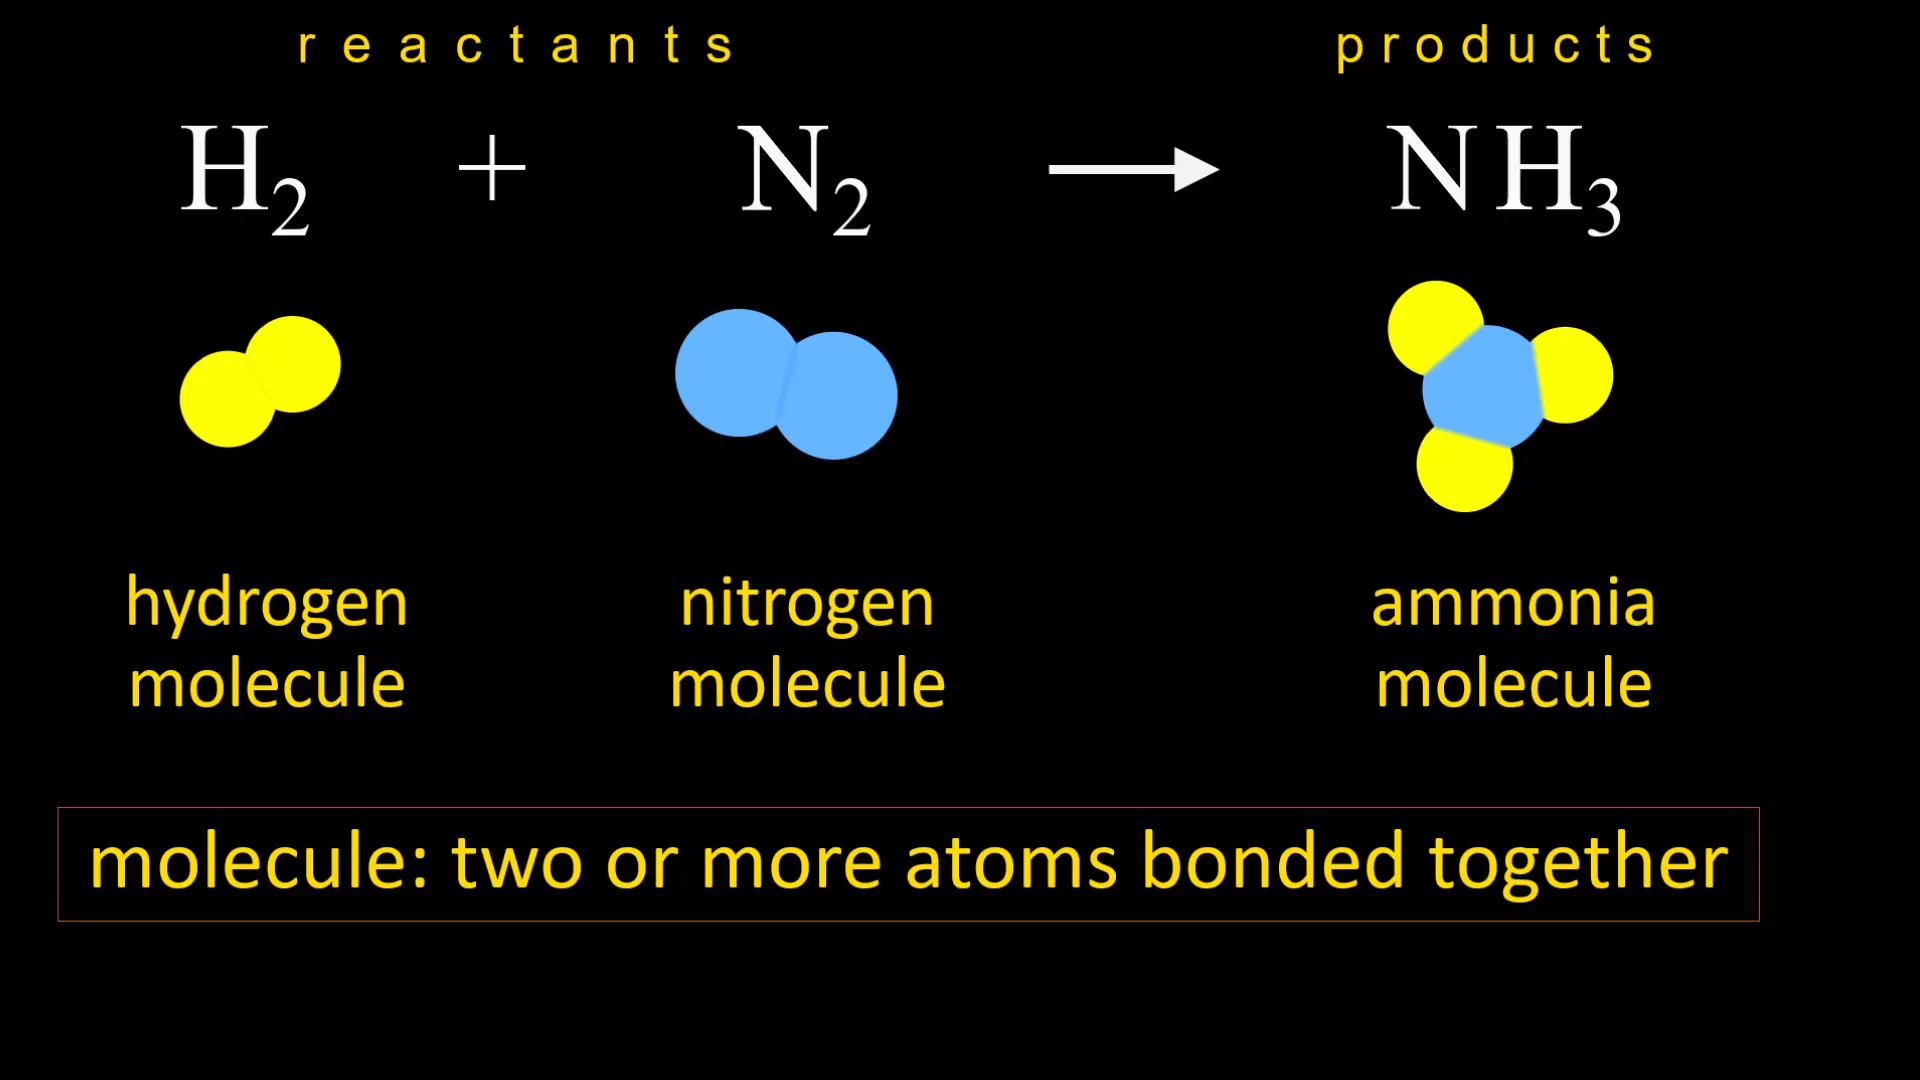 reactants products
H₂ + N₂ → NH₃
hydrogen nitrogen ammonia
molecule molecule molecule
molecule: two or more atoms bonded together